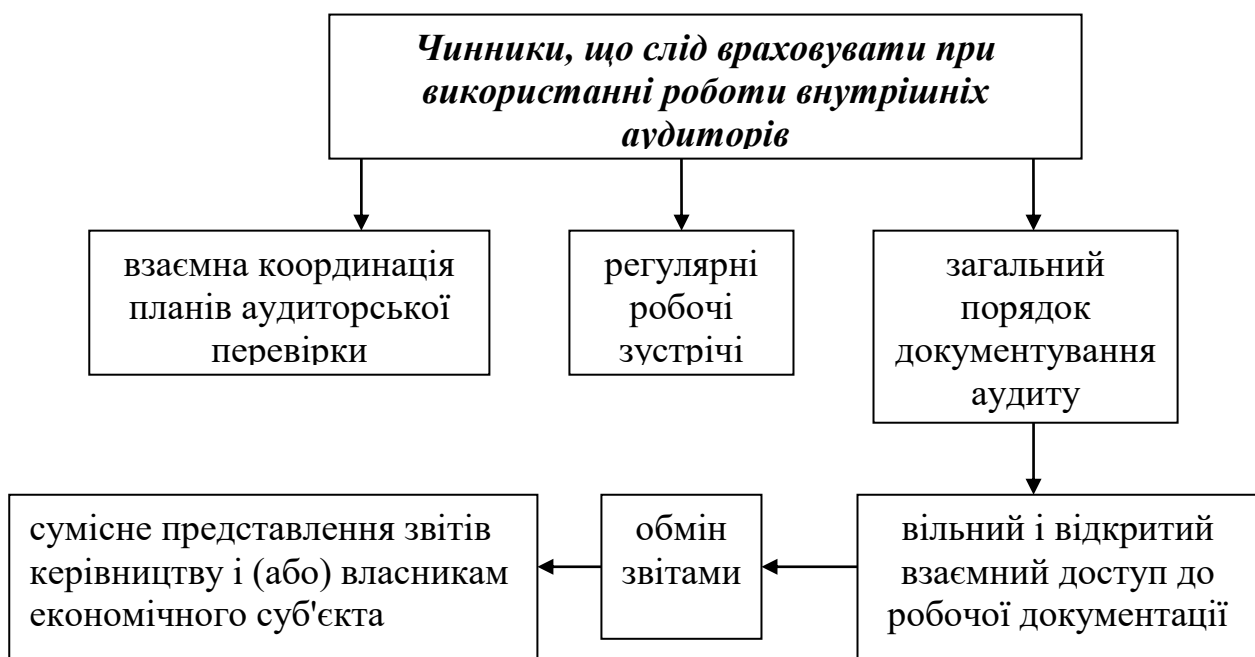 Чинники, що слід враховувати при
використанні роботи внутрішніх
аудиторів
взаємна координація
планів аудиторської
перевірки
регулярні
робочі
зустрічі
загальний
порядок
документування
аудиту
сумісне представлення звітів
керівництву і (або) власникам
економічного суб'єкта
обмін
звітами
вільний і відкритий
взаємний доступ до
робочої документації